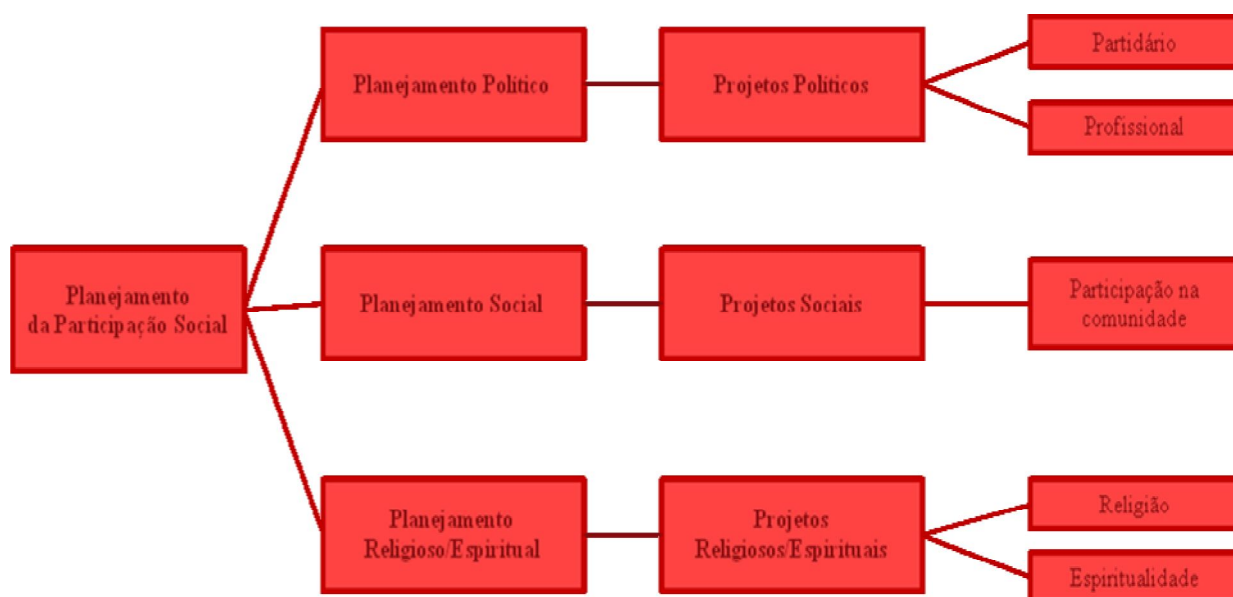 Planejamento
da Participação Social
Planejamento Político
Projetos Políticos
Partidário
Profissional
Planejamento Social
Projetos Sociais
Participação na
comunidade
Planejamento
Religioso/Espiritual
Projetos
Religiosos/Espirituais
Religião
Espiritualidade